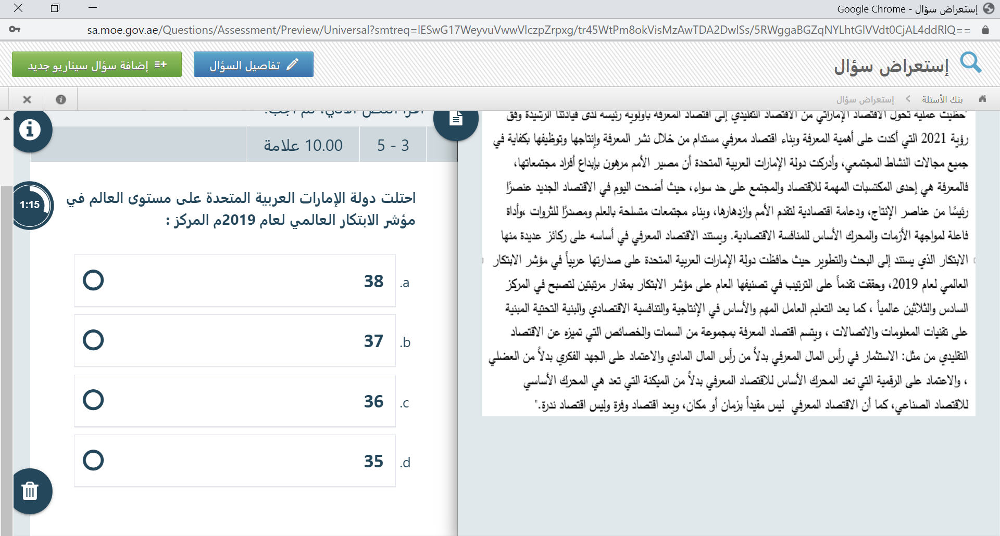 إستعراض سؤال - Google Chrome
sa.moe.gov.ae/Questions/Assessment/Preview/Universal?smtreq=lESwG17WeyvuVwwVlczpZrpxg/tr45WtPm8okVisMzAwTDA2DwlSs/5RWggaBGZqNYLhtGlVVdt0CjAL4ddRlQ==
إستعراض سؤال
تفاصيل السؤال
إضافة سؤال سيناريو جديد
بنك الأسئلة
إستعراض سؤال
"حظيت عملية تحول الاقتصاد الإماراتي من الاقتصاد التقليدي إلى اقتصاد المعرفة بأولوية رئيسة لدى قيادتنا الرشيدة وفق
رؤية 2021 التي أكدت على أهمية المعرفة وبناء اقتصاد معرفي مستدام من خلال نشر المعرفة وإنتاجها وتوظيفها بكفاية في
جميع مجالات النشاط المجتمعي، وأدركت دولة الإمارات العربية المتحدة أن مصير الأمم مرهون بإبداع أفراد مجتمعاتها،
فالمعرفة هي إحدى المكتسبات المهمة للاقتصاد والمجتمع على حد سواء، حيث أضحت اليوم في الاقتصاد الجديد عنصرًا
رئيسًا من عناصر الإنتاج، ودعامة اقتصادية لتقدم الأمم وازدهارها، وبناء مجتمعات متسلحة بالعلم ومصدرًا للثروات ،وأداة
فاعلة لمواجهة الأزمات والمحرك الأساس للمنافسة الاقتصادية. ويستند الاقتصاد المعرفي في أساسه على ركائز عديدة منها
الابتكار الذي يستند إلى البحث والتطوير حيث حافظت دولة الإمارات العربية المتحدة على صدارتها عربياً في مؤشر الابتكار
العالمي لعام 2019، وحققت تقدماً على الترتيب في تصنيفها العام على مؤشر الابتكار بمقدار مرتبتين لتصبح في المركز
السادس والثلاثين عالمياً ، كما يعد التعليم العامل المهم والأساس في الإنتاجية والتنافسية الاقتصادي والبنية التحتية المبنية
على تقنيات المعلومات والاتصالات ، ويتسم اقتصاد المعرفة بمجموعة من السمات والخصائص التي تميزه عن الاقتصاد
التقليدي من مثل: الاستثمار في رأس المال المعرفي بدلاً من رأس المال المادي والاعتماد على الجهد الفكري بدلاً من العضلي
، والاعتماد على الرقمية التي تعد المحرك الأساس للاقتصاد المعرفي بدلاً من الميكنة التي تعد هي المحرك الأساسي
للاقتصاد الصناعي، كما أن الاقتصاد المعرفي ليس مقيداً بزمان أو مكان، ويعد اقتصاد وفرة وليس اقتصاد ندرة."
اقرأ النص الآتي، ثم أجب:
3 - 5
10.00 علامة
1:15
احتلت دولة الإمارات العربية المتحدة على مستوى العالم في
مؤشر الابتكار العالمي لعام 2019م المركز :
a. 38
b. 37
c. 36
d. 35